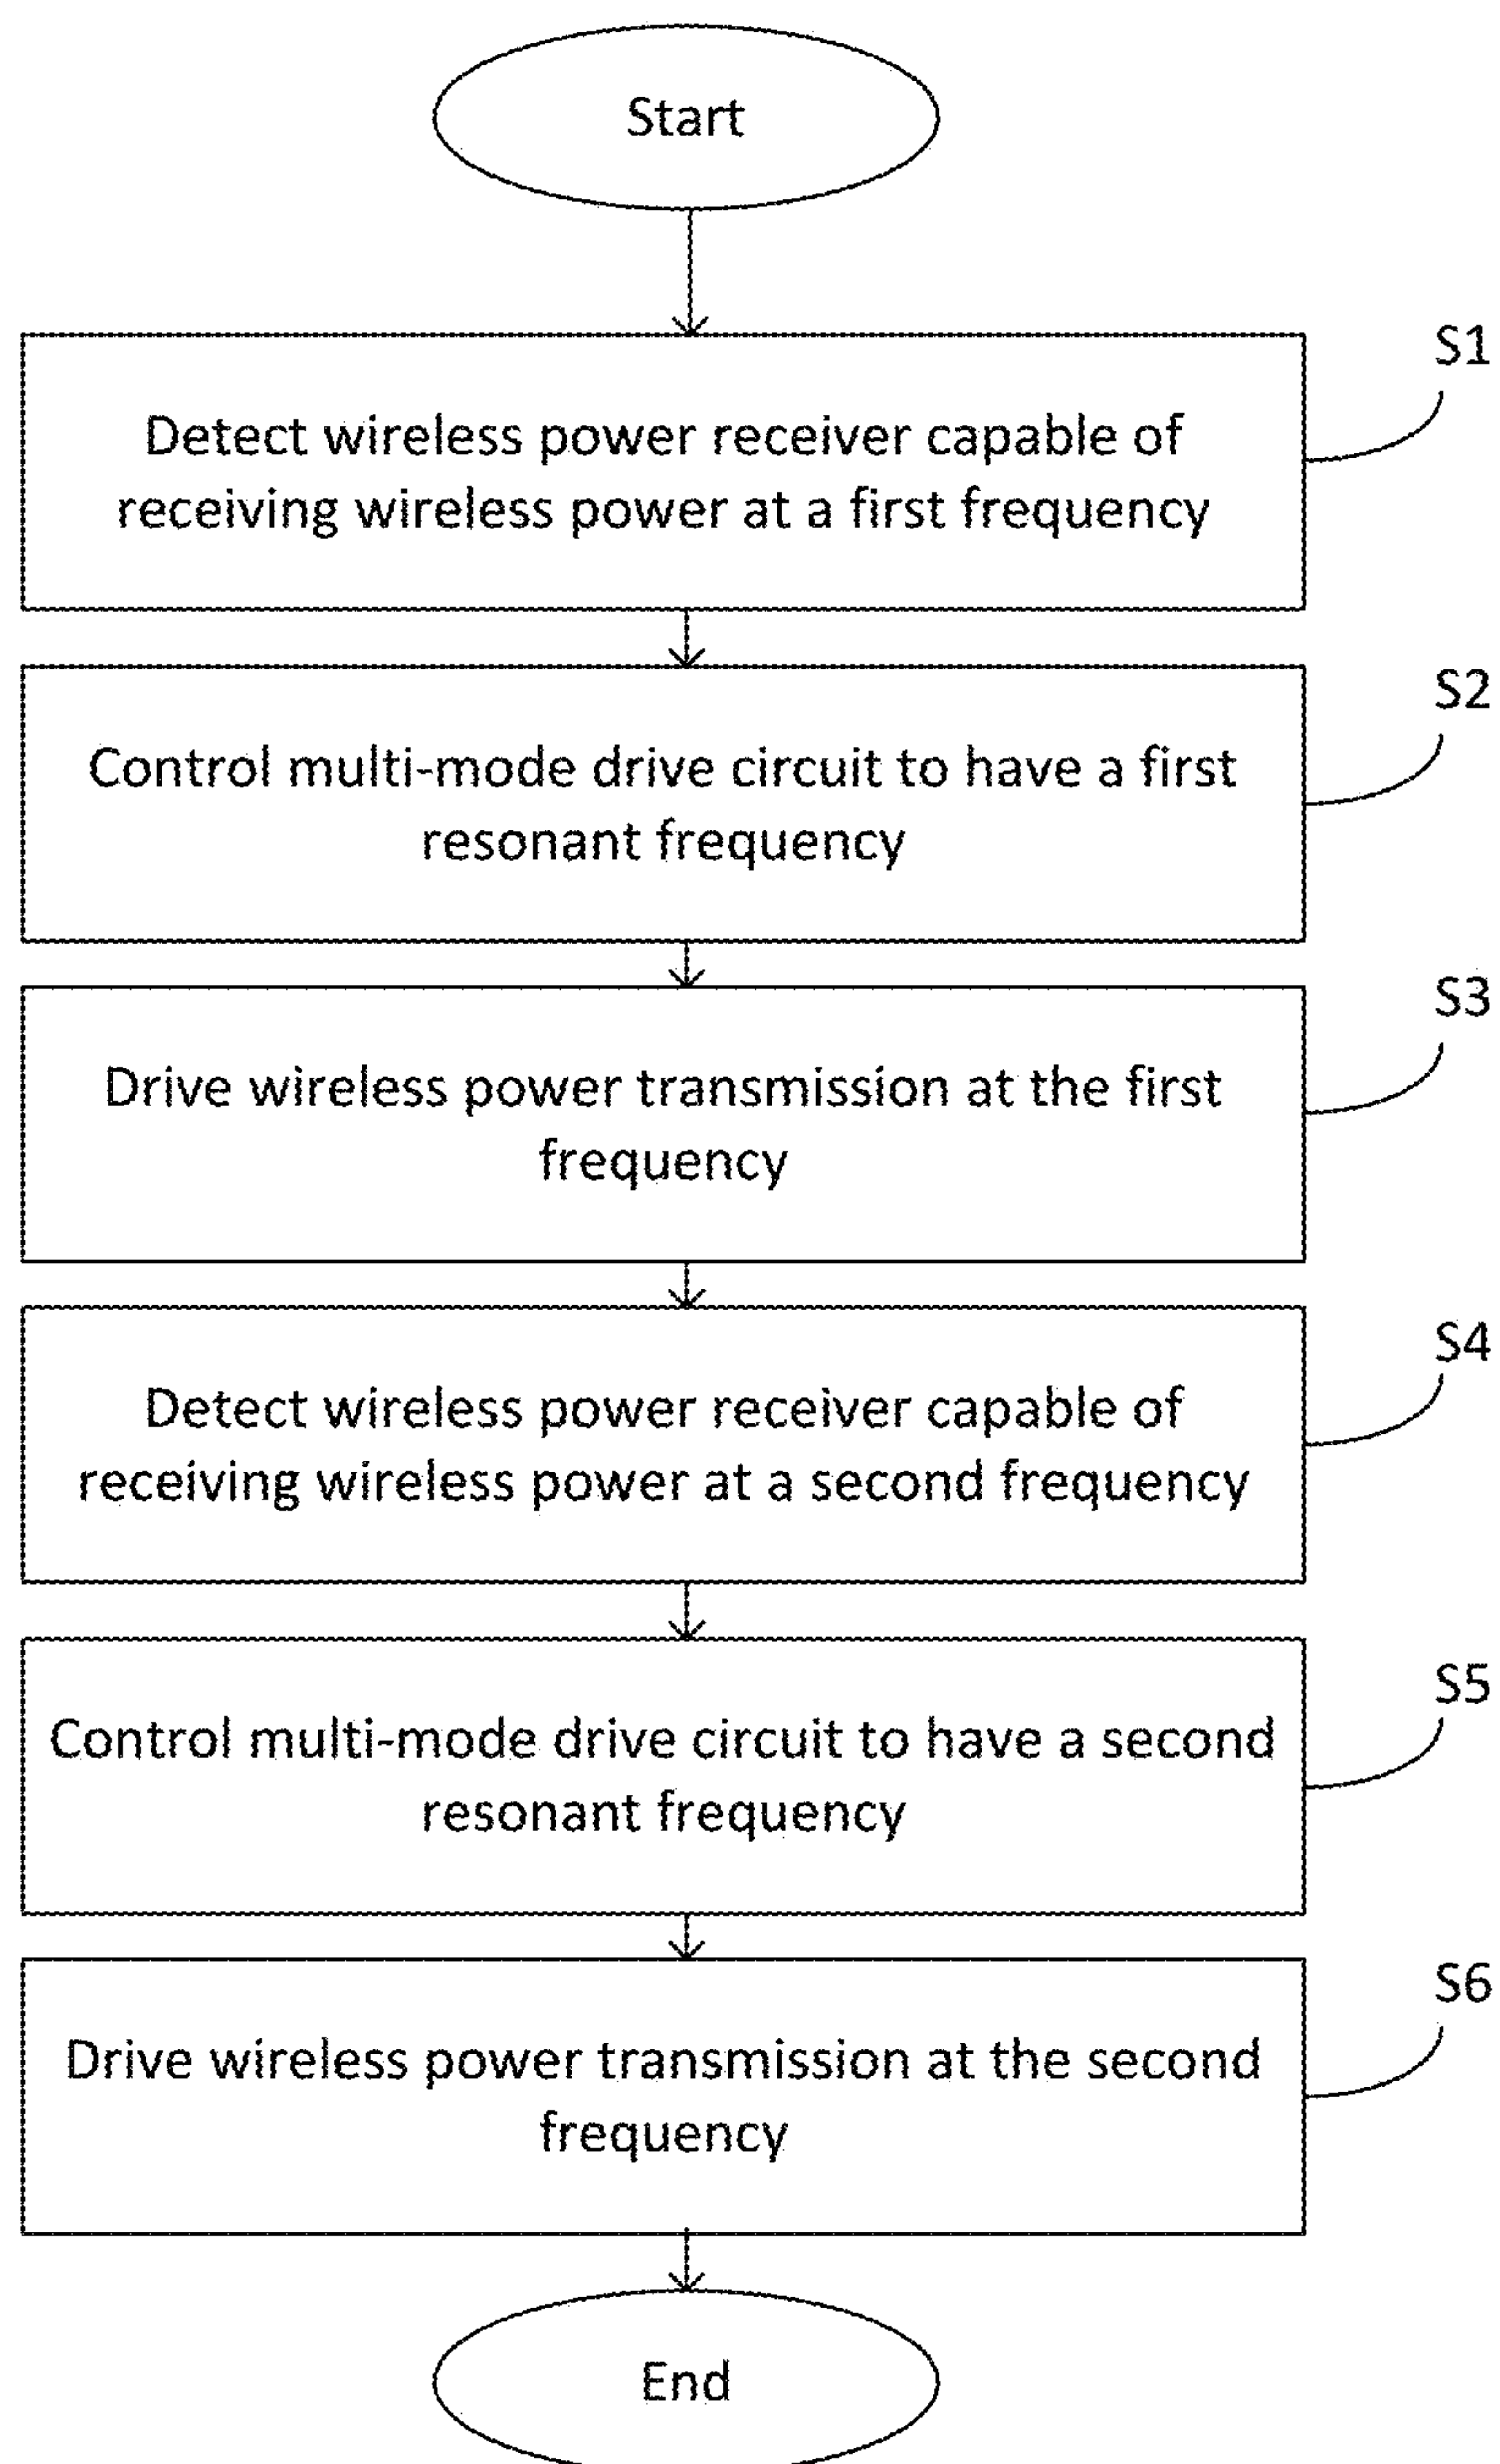 Start
S1
Detect wireless power receiver capable of
receiving wireless power at a first frequency
S2
Control multi-mode drive circuit to have a first
resonant frequency
S3
Drive wireless power transmission at the first
frequency
S4
Detect wireless power receiver capable of
receiving wireless power at a second frequency
S5
Control multi-mode drive circuit to have a second
resonant frequency
S6
Drive wireless power transmission at the second
frequency
End